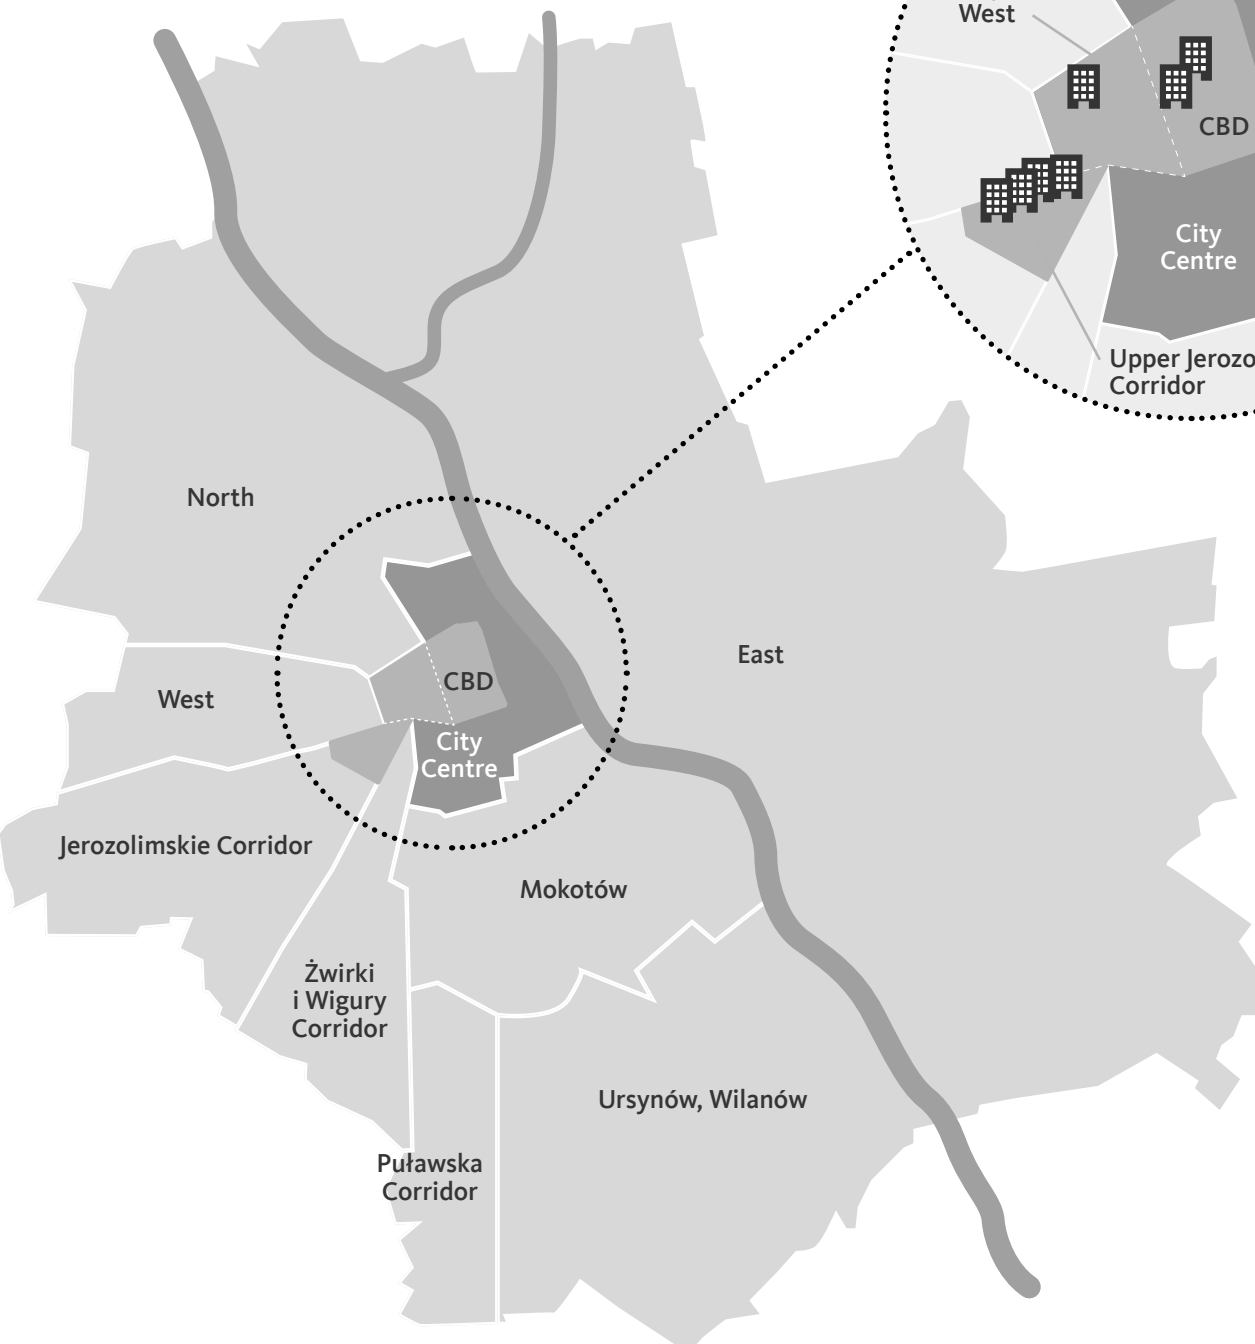 West
CBD
City
Centre
Upper Jerozo
Corridor
North
East
West
CBD
City
Centre
Jerozolimskie Corridor
Mokotów
Żwirki
i Wigury
Corridor
Ursynów, Wilanów
Puławska
Corridor